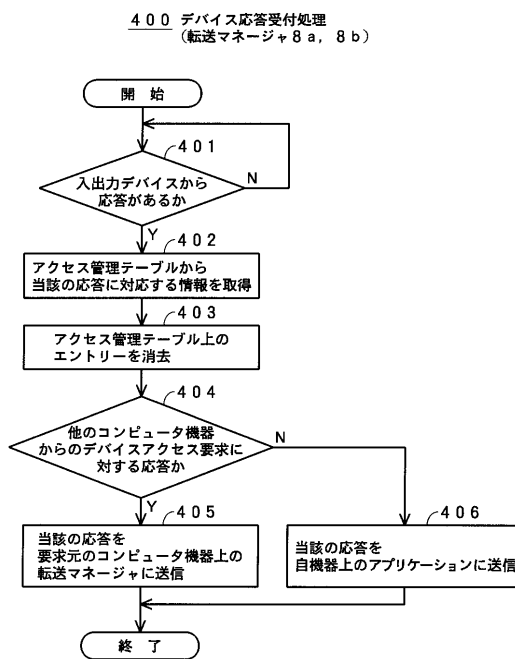 400 デバイス応答受付処理
(転送マネージャ8a, 8b)
開 始
401
入出力デバイスから
応答があるか
N
Y
402
アクセス管理テーブルから
当該の応答に対応する情報を取得
403
アクセス管理テーブル上の
エントリーを消去
404
他のコンピュータ機器
からのデバイスアクセス要求に
対する応答か
N
Y
405
当該の応答を
要求元のコンピュータ機器上の
転送マネージャに送信
406
当該の応答を
自機器上のアプリケーションに送信
終 了